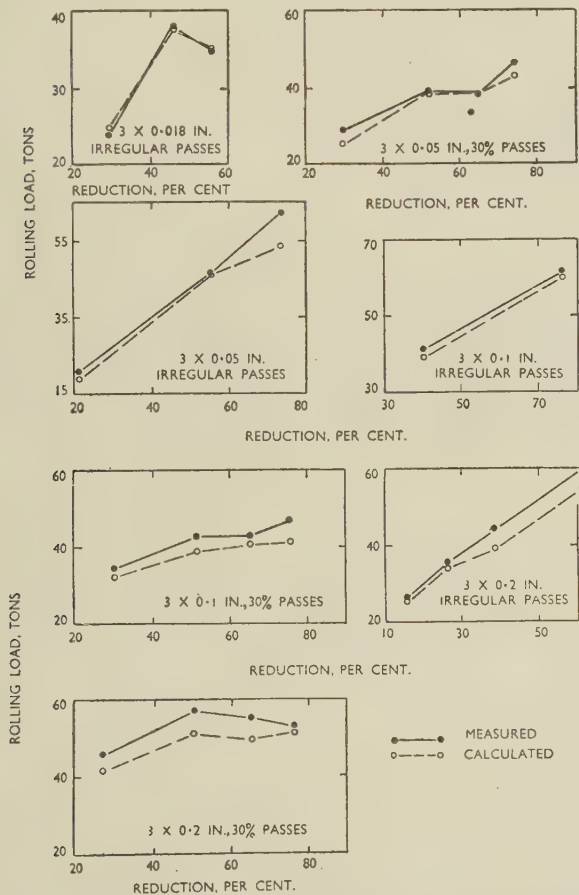 40
30
20
20
40
60
3 X 0·018 IN.
IRREGULAR PASSES
REDUCTION, PER CENT
60
40
20
20
40
60
80
3 X 0·05 IN., 30% PASSES
REDUCTION, PER CENT.
ROLLING LOAD, TONS
55
35
15
20
40
60
80
3 X 0·05 IN.
IRREGULAR PASSES
70
50
30
30
50
70
3 X 0·1 IN.
IRREGULAR PASSES
REDUCTION, PER CENT.
60
40
20
20
40
60
80
3 X 0·1 IN., 30% PASSES
60
40
20
10
30
50
3 X 0·2 IN.
IRREGULAR PASSES
ROLLING LOAD, TONS
REDUCTION, PER CENT.
60
40
20
20
40
60
80
3 X 0·2 IN., 30% PASSES
REDUCTION, PER CENT.
MEASURED
CALCULATED